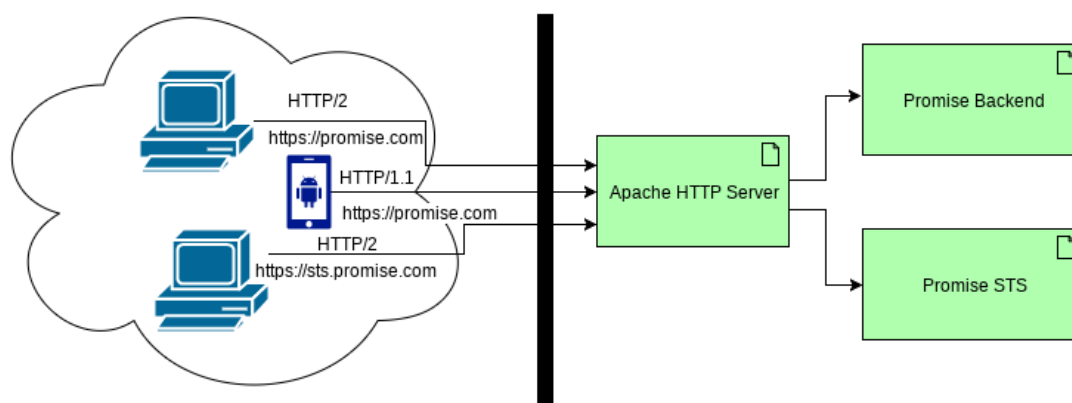 HTTP/2
https://promise.com
HTTP/1.1
https://promise.com
HTTP/2
https://sts.promise.com
Apache HTTP Server
Promise Backend
Promise STS